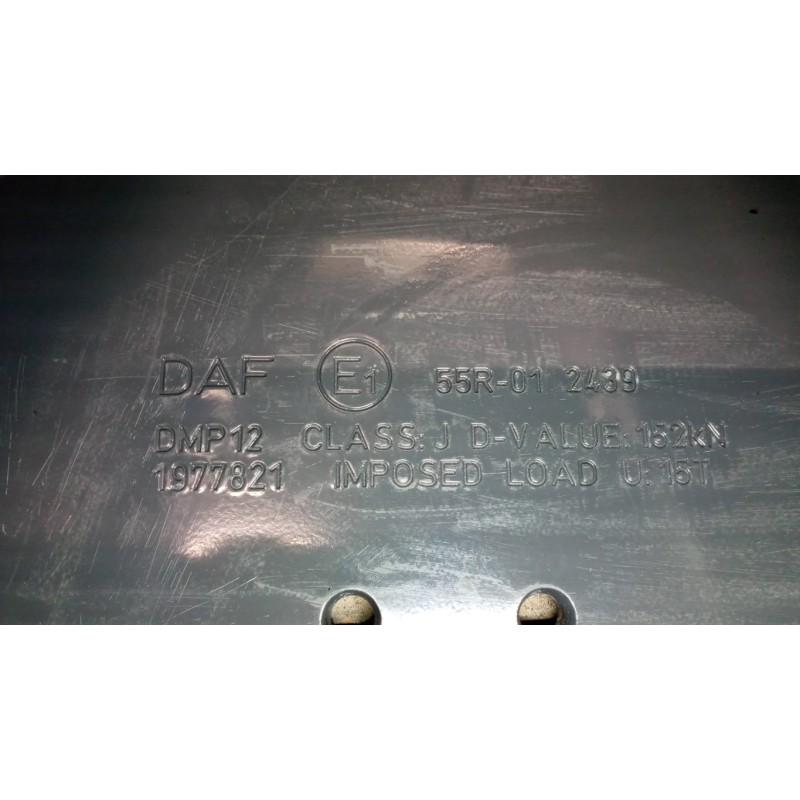 DAF E1 55R-01 2439
DMP12 CLASS: J D-VALUE: 152kN
1977821 IMPOSED LOAD U: 15T